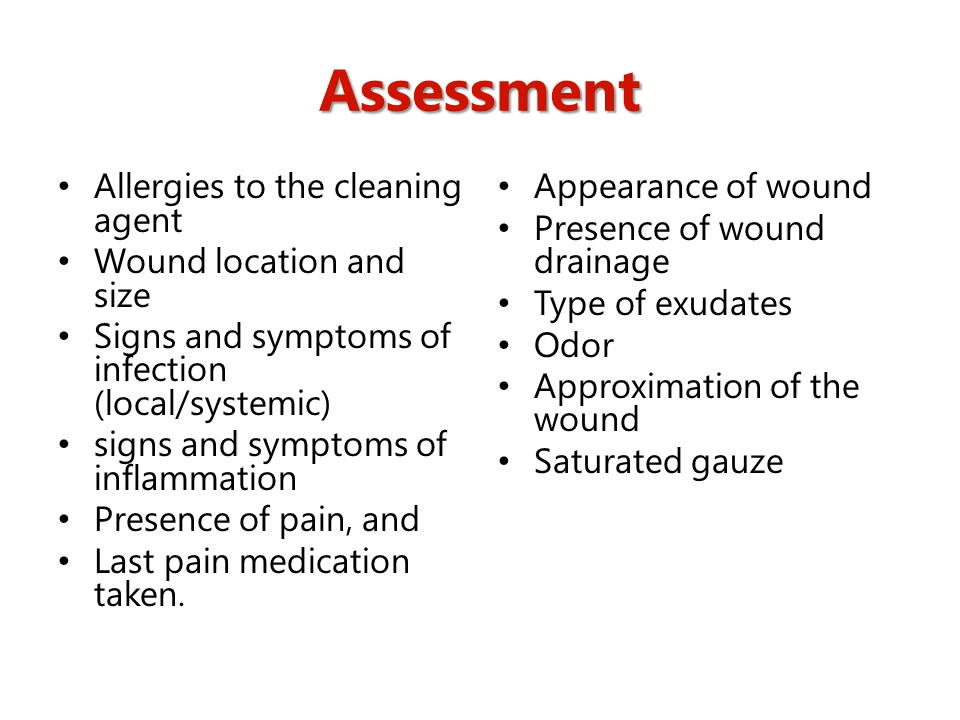 Assessment
• Allergies to the cleaning
agent
• Wound location and
size
• Signs and symptoms of
infection
(local/systemic)
• signs and symptoms of
inflammation
• Presence of pain, and
• Last pain medication
taken.
• Appearance of wound
• Presence of wound
drainage
• Type of exudates
• Odor
• Approximation of the
wound
• Saturated gauze